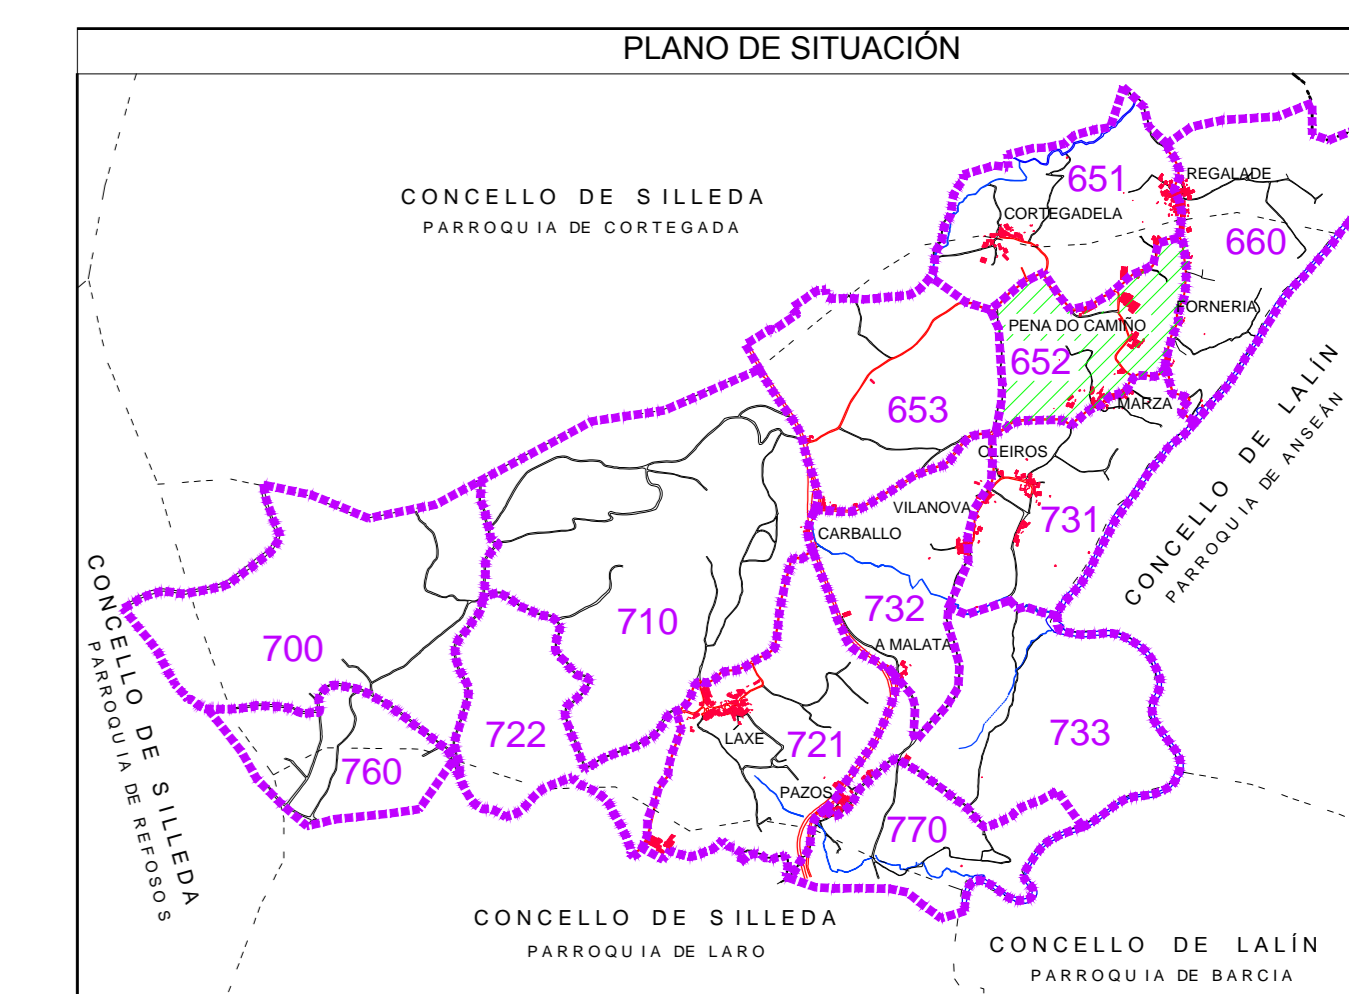 PLANO DE SITUACIÓN
CONCELLO DE SILLEDA
PARROQUIA DE CORTEGADA
651
REGALADE
CORTEGADELA
660
FORNERIA
PENA DO CAMIÑO
652
MARZA
653
CONCELLO DE LALÍN
PARROQUIA DE ANSEÁN
OLEIROS
VILANOVA
731
CARBALLO
CONCELLO DE SILLEDA
PARROQUIA DE REFOSOS
700
710
732
A MALATA
722
LAXE
721
733
760
PAZOS
770
CONCELLO DE SILLEDA
PARROQUIA DE LARO
CONCELLO DE LALÍN
PARROQUIA DE BARCIA